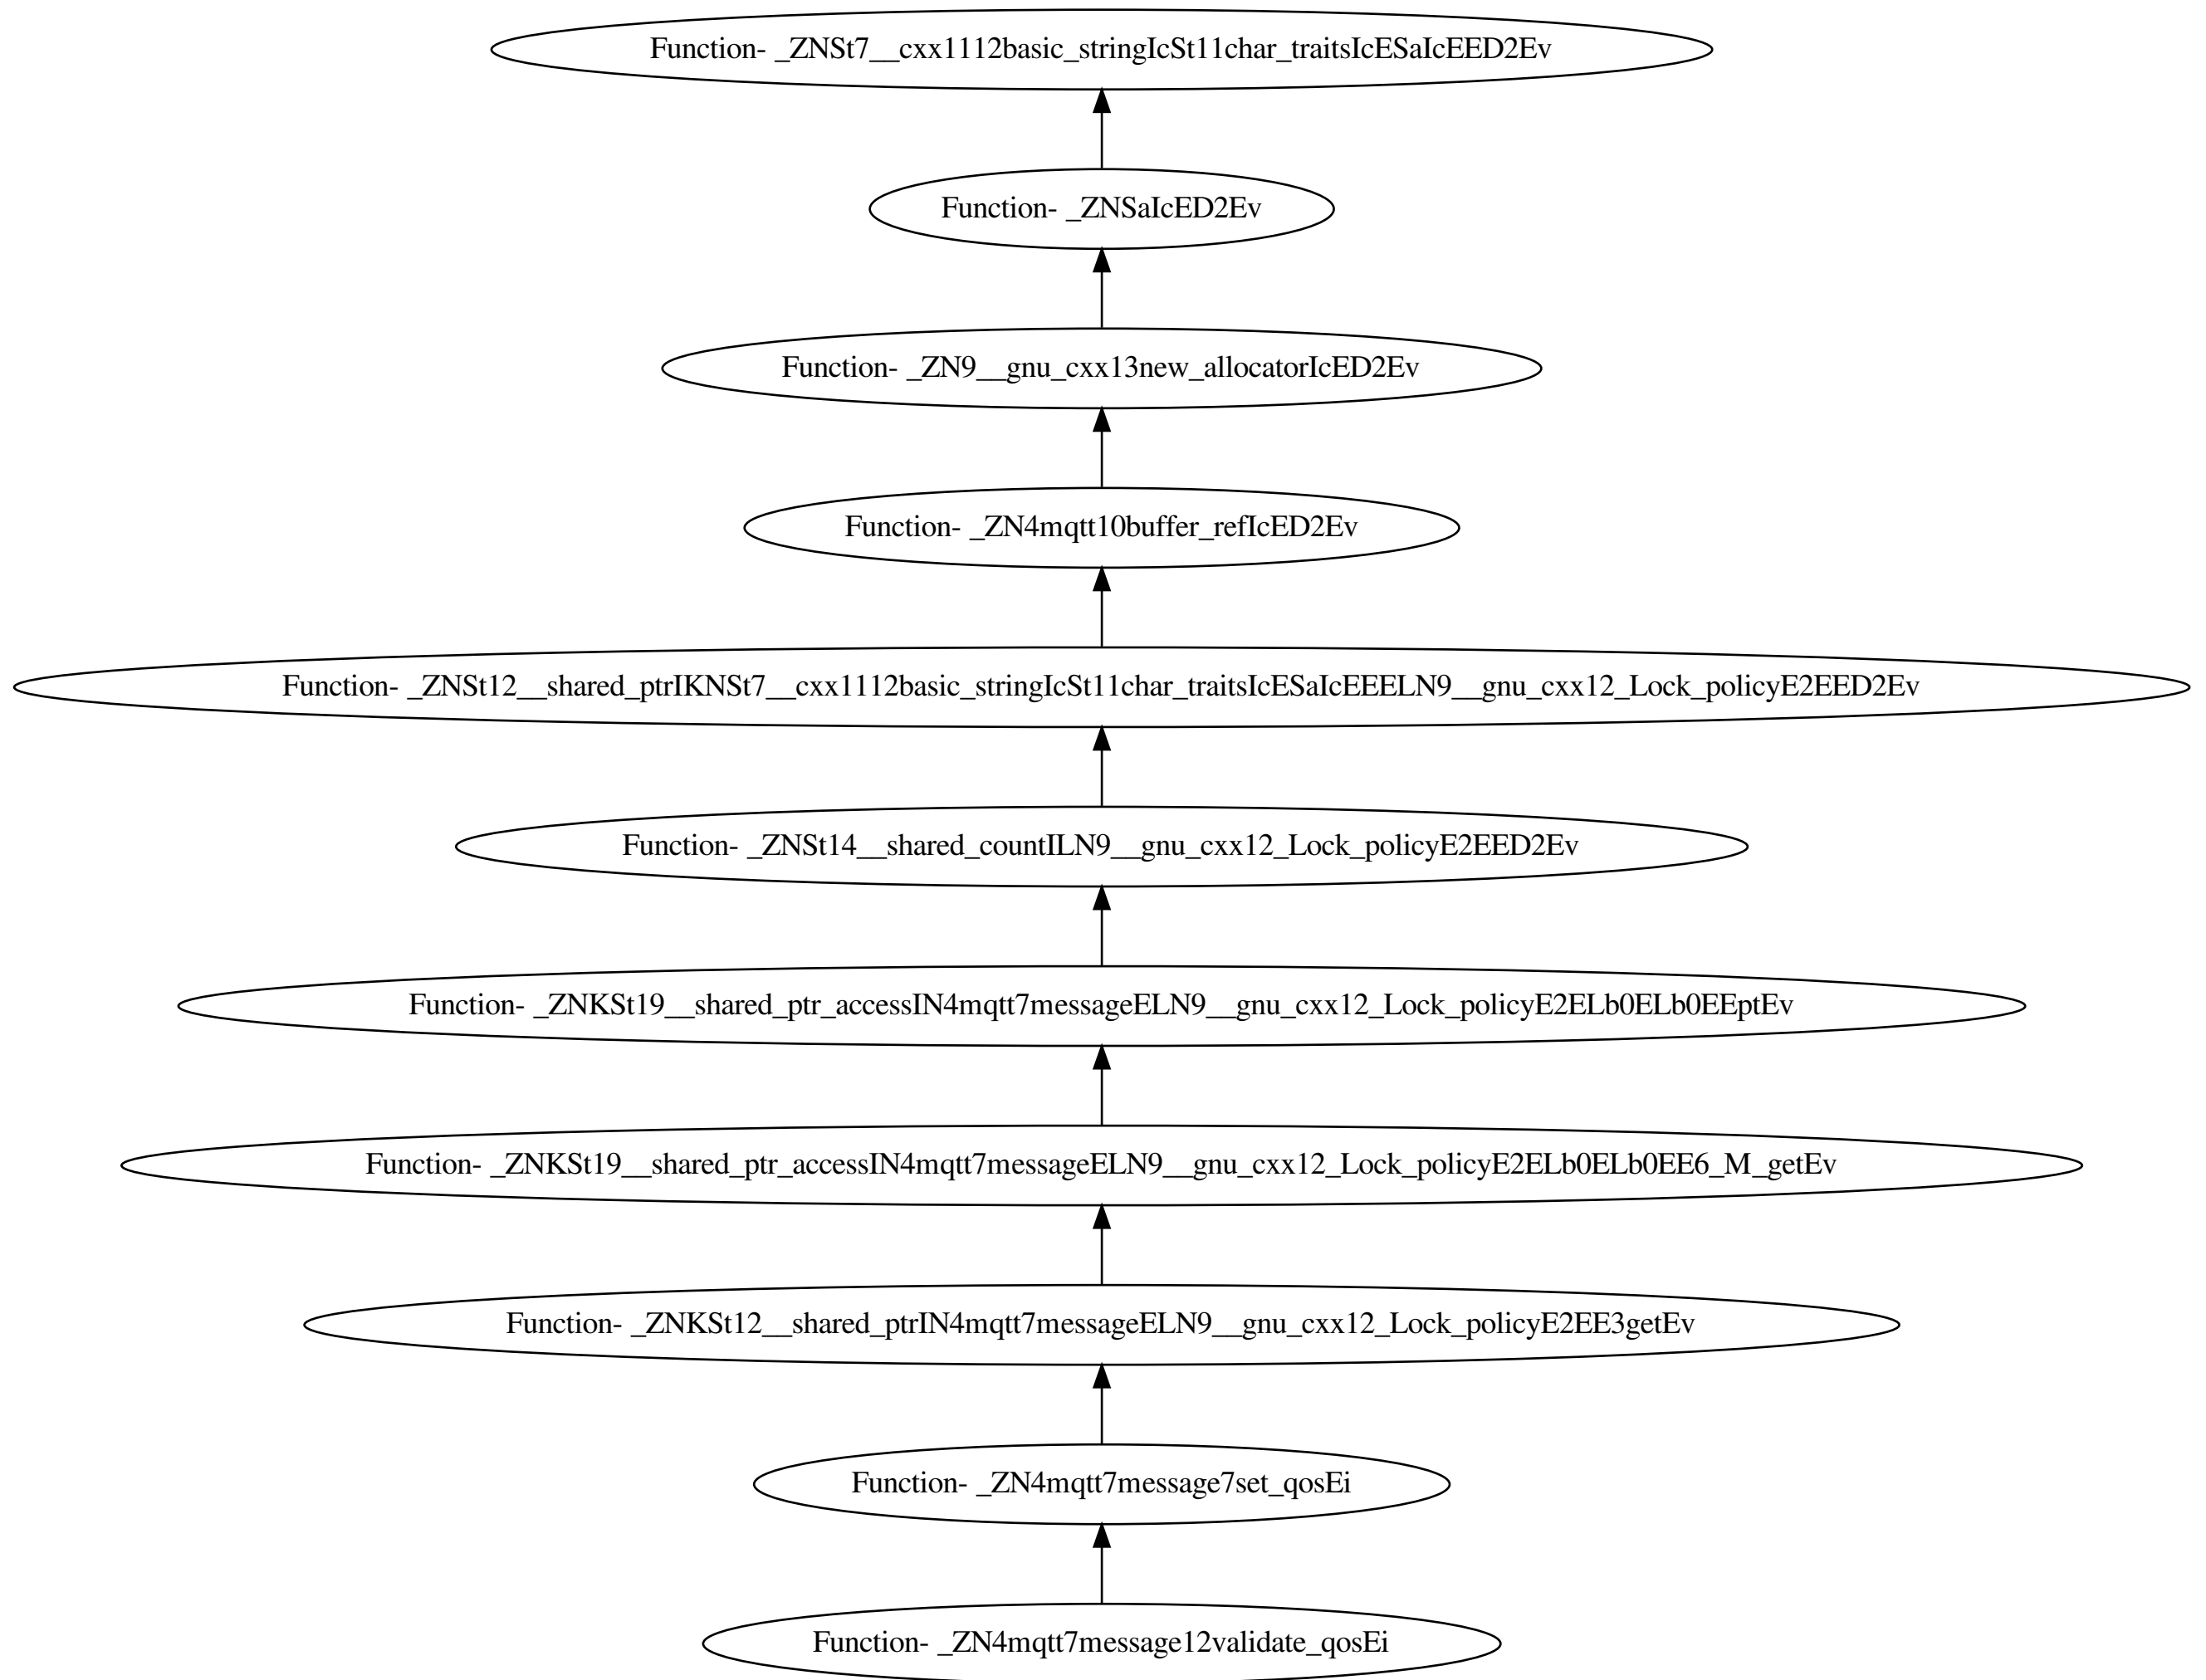 Function- _ZNSt7__cxx1112basic_stringIcSt11char_traitsIcESaIcEED2Ev
Function- _ZNSaIcED2Ev
Function- _ZN9__gnu_cxx13new_allocatorIcED2Ev
Function- _ZN4mqtt10buffer_refIcED2Ev
Function- _ZNSt12__shared_ptrIKNSt7__cxx1112basic_stringIcSt11char_traitsIcESaIcEEELN9__gnu_cxx12_Lock_policyE2EED2Ev
Function- _ZNSt14__shared_countILN9__gnu_cxx12_Lock_policyE2EED2Ev
Function- _ZNKSt19__shared_ptr_accessIN4mqtt7messageELN9__gnu_cxx12_Lock_policyE2ELb0ELb0EEptEv
Function- _ZNKSt19__shared_ptr_accessIN4mqtt7messageELN9__gnu_cxx12_Lock_policyE2ELb0ELb0EE6_M_getEv
Function- _ZNKSt12__shared_ptrIN4mqtt7messageELN9__gnu_cxx12_Lock_policyE2EE3getEv
Function- _ZN4mqtt7message7set_qosEi
Function- _ZN4mqtt7message12validate_qosEi